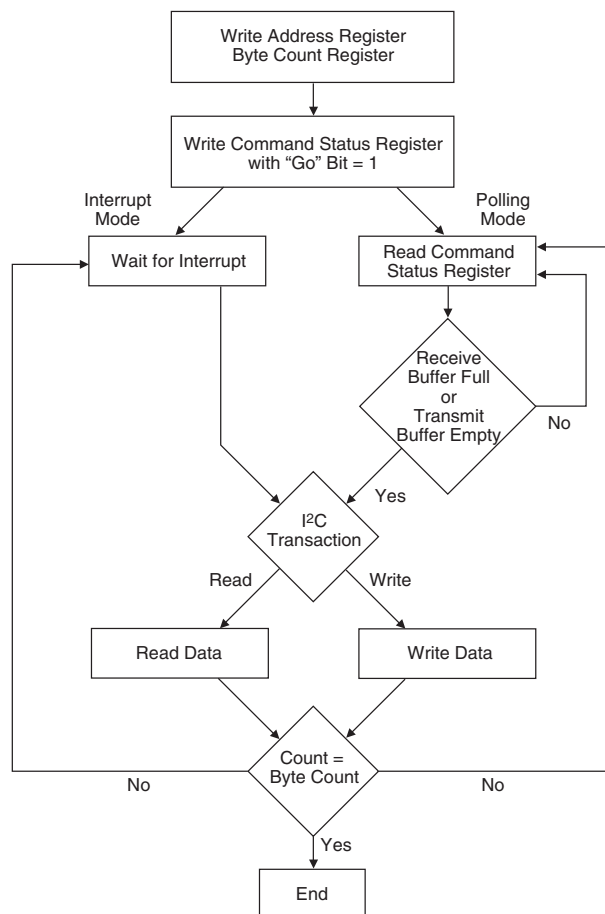 Write Address Register
Byte Count Register
Write Command Status Register
with “Go” Bit = 1
Interrupt
Mode
Polling
Mode
Wait for Interrupt
Read Command
Status Register
Receive
Buffer Full
or
Transmit
Buffer Empty
No
Yes
I²C
Transaction
Read
Write
Read Data
Write Data
Count =
Byte Count
No
No
Yes
End